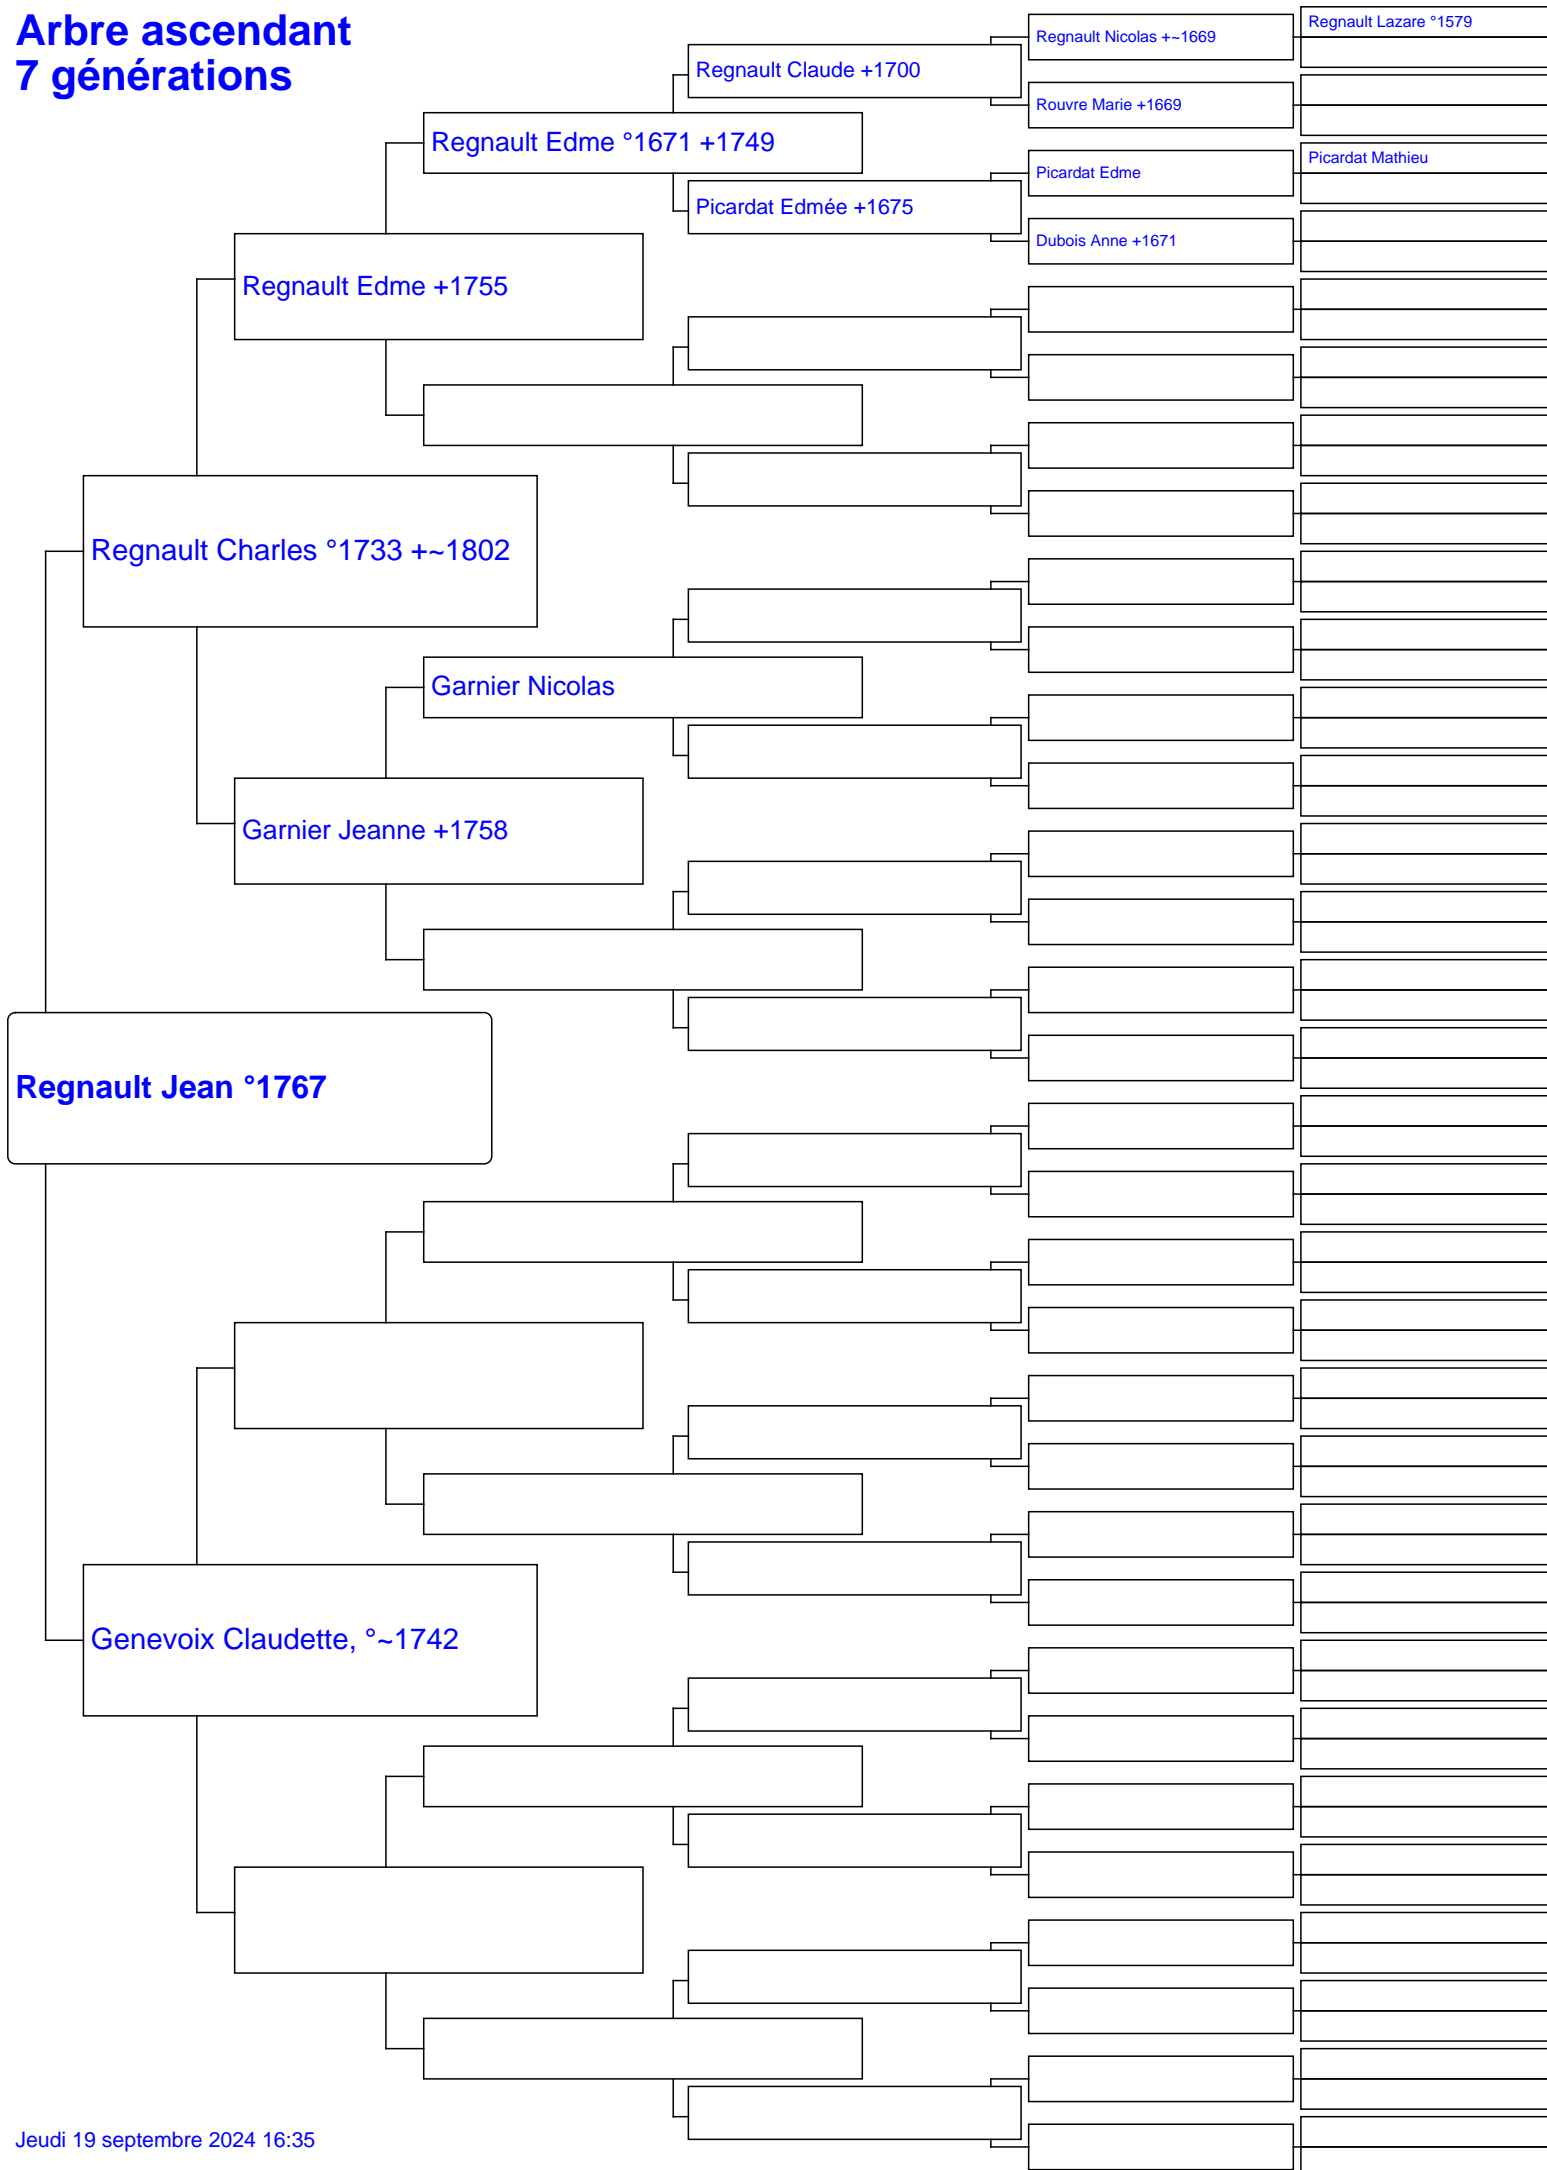 Arbre ascendant
7 générations
Regnault Lazare °1579
Regnault Nicolas +~1669
Regnault Claude +1700
Rouvre Marie +1669
Regnault Edme °1671 +1749
Picardat Mathieu
Picardat Edme
Picardat Edmée +1675
Dubois Anne +1671
Regnault Edme +1755
Regnault Charles °1733 +~1802
Garnier Nicolas
Garnier Jeanne +1758
Regnault Jean °1767
Genevoix Claudette, °~1742
Jeudi 19 septembre 2024 16:35